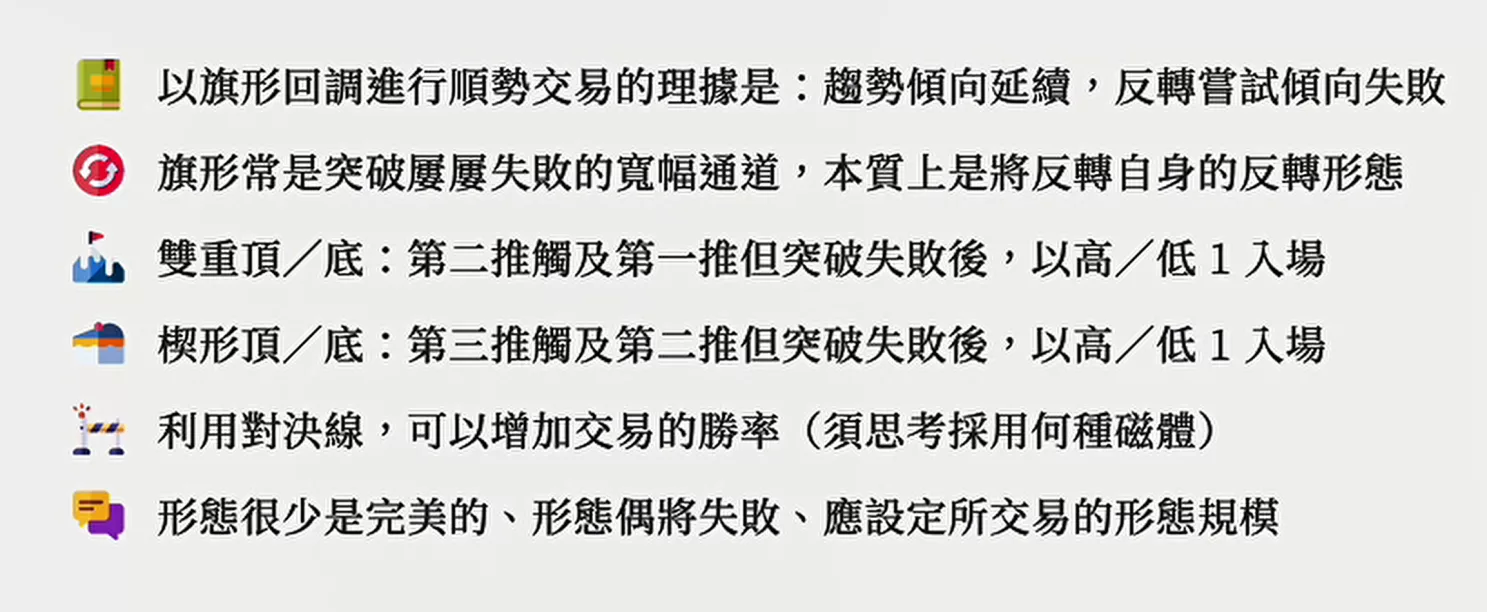 以旗形回調進行順勢交易的理據是：趨勢傾向延續，反轉嘗試傾向失敗
旗形常是突破屢屢失敗的寬幅通道，本質上是將反轉自身的反轉形態
雙重頂／底：第二推觸及第一推但突破失敗後，以高／低 1 入場
楔形頂／底：第三推觸及第二推但突破失敗後，以高／低 1 入場
利用對決線，可以增加交易的勝率（須思考採用何種磁體）
形態很少是完美的、形態偶將失敗、應設定所交易的形態規模